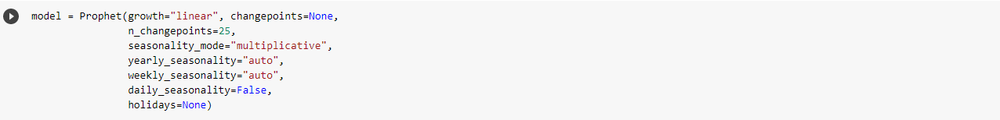 model = Prophet(growth="linear", changepoints=None,
                n_changepoints=25,
                seasonality_mode="multiplicative",
                yearly_seasonality="auto",
                weekly_seasonality="auto",
                daily_seasonality=False,
                holidays=None)